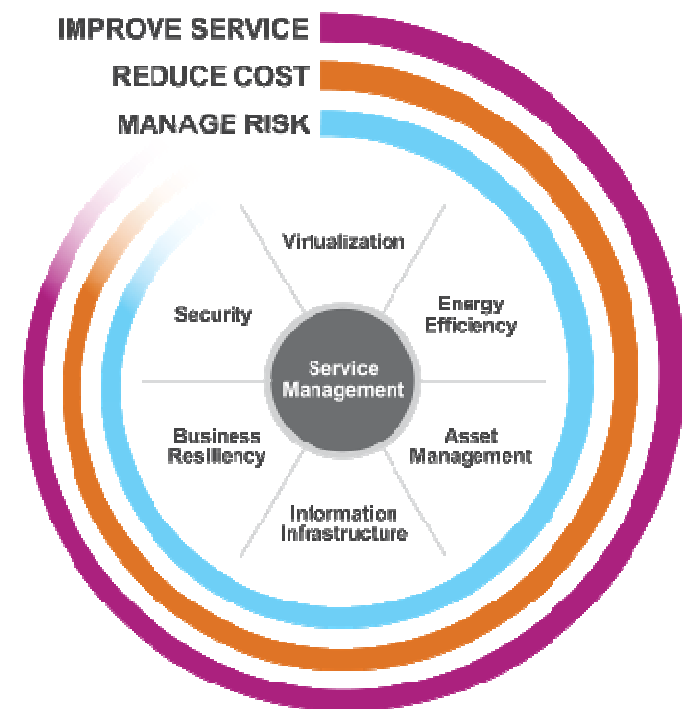 IMPROVE SERVICE
REDUCE COST
MANAGE RISK
Virtualization
Security
Energy
Efficiency
Service
Management
Business
Resiliency
Asset
Management
Information
Infrastructure